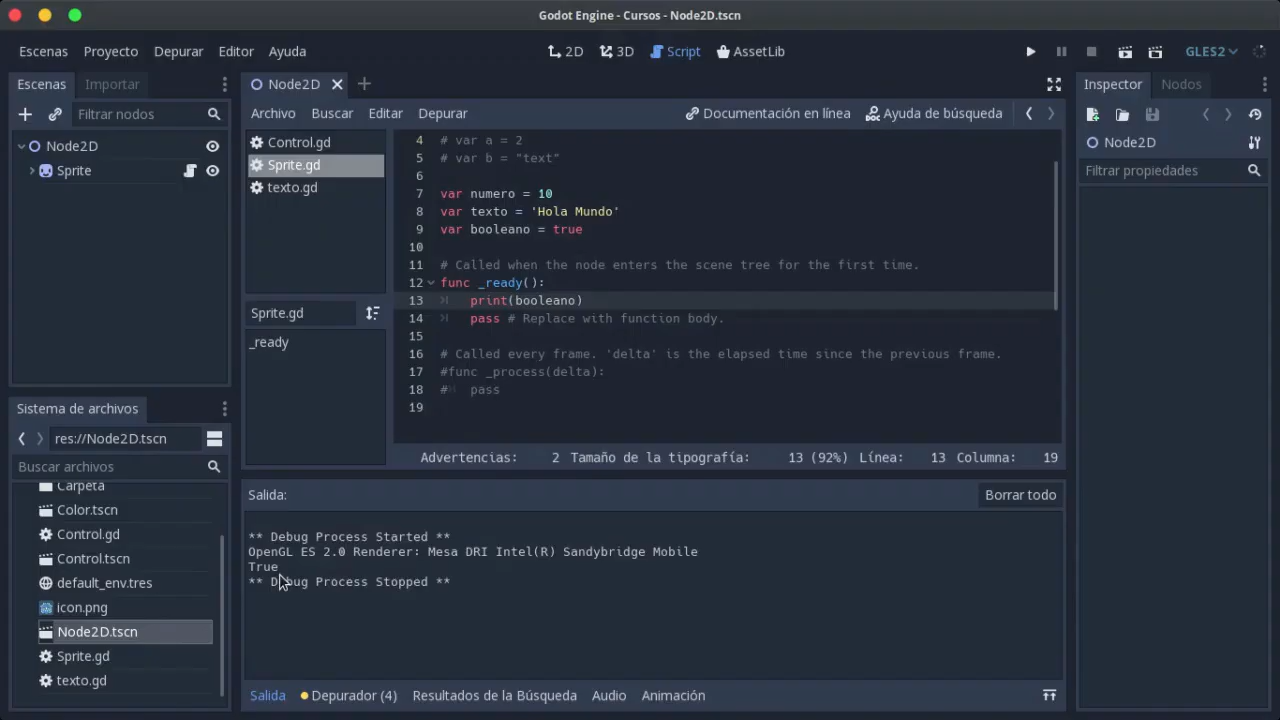 Godot Engine - Cursos - Node2D.tscn
Escenas Proyecto Depurar Editor Ayuda
2D 3D Script AssetLib
GLES2
Escenas Importar
Filtrar nodos
Node2D
Sprite
Node2D
Archivo Buscar Editar Depurar
Documentación en línea Ayuda de búsqueda
Control.gd
Sprite.gd
texto.gd
Sprite.gd
_ready
4 # var a = 2
5 # var b = "text"
6
7 var numero = 10
8 var texto = 'Hola Mundo'
9 var booleano = true
10
11 # Called when the node enters the scene tree for the first time.
12 func _ready():
13 print(booleano)
14 pass # Replace with function body.
15
16 # Called every frame. 'delta' is the elapsed time since the previous frame.
17 #func _process(delta):
18 # pass
19
Advertencias: 2 Tamaño de la tipografía: 13 (92%) Línea: 13 Columna: 19
Inspector Nodos
Node2D
Filtrar propiedades
Sistema de archivos
res://Node2D.tscn
Buscar archivos
Carpeta
Color.tscn
Control.gd
Control.tscn
default_env.tres
icon.png
Node2D.tscn
Sprite.gd
texto.gd
Salida:
Borrar todo
** Debug Process Started **
OpenGL ES 2.0 Renderer: Mesa DRI Intel(R) Sandybridge Mobile
True
** Debug Process Stopped **
Salida Depurador (4) Resultados de la Búsqueda Audio Animación